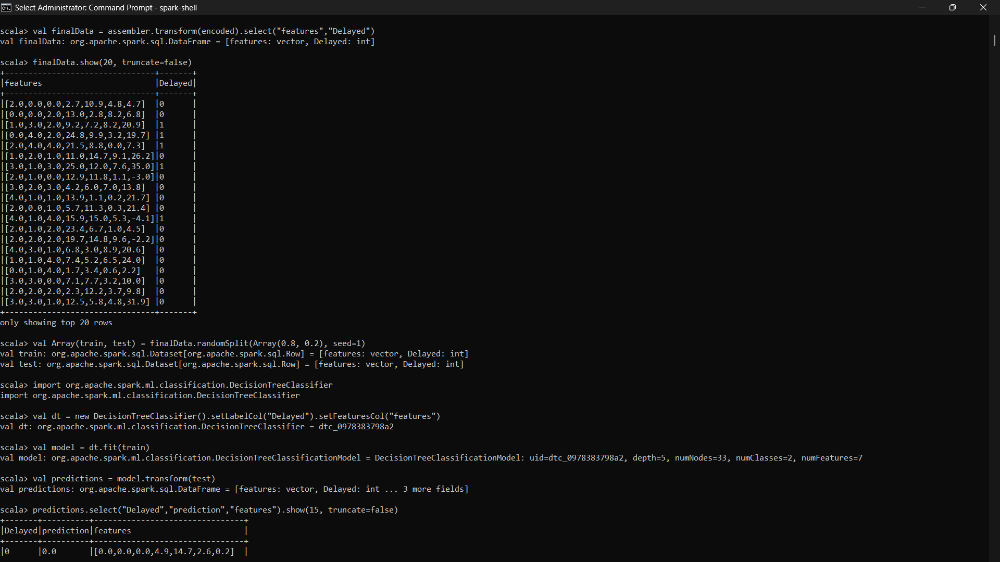 Select Administrator: Command Prompt - spark-shell
scala> val finalData = assembler.transform(encoded).select("features","Delayed")
val finalData: org.apache.spark.sql.DataFrame = [features: vector, Delayed: int]
scala> finalData.show(20, truncate=false)
+--------------------------------+-------+
|features                        |Delayed|
+--------------------------------+-------+
|[2.0,0.0,0.0,2.7,10.9,4.8,4.7]  |0      |
|[0.0,0.0,2.0,13.0,2.8,8.2,6.8]  |0      |
|[1.0,3.0,2.0,9.2,7.2,8.2,20.9]  |1      |
|[0.0,4.0,2.0,24.8,9.9,3.2,19.7] |1      |
|[2.0,4.0,4.0,21.5,8.8,0.0,7.3]  |1      |
|[1.0,2.0,1.0,11.0,14.7,9.1,26.2]|0      |
|[3.0,1.0,3.0,25.0,12.0,7.6,35.0]|1      |
|[2.0,1.0,0.0,12.9,11.8,1.1,-3.0]|0      |
|[3.0,2.0,3.0,4.2,6.0,7.0,13.8]  |0      |
|[4.0,1.0,1.0,13.9,1.1,0.2,21.7] |0      |
|[2.0,0.0,1.0,5.7,11.3,0.3,21.4] |0      |
|[4.0,1.0,4.0,15.9,15.0,5.3,-4.1]|1      |
|[2.0,1.0,2.0,23.4,6.7,1.0,4.5]  |0      |
|[2.0,2.0,2.0,19.7,14.8,9.6,-2.2]|0      |
|[4.0,3.0,1.0,6.8,3.0,8.9,20.6]  |0      |
|[1.0,1.0,4.0,7.4,5.2,6.5,24.0]  |0      |
|[0.0,1.0,4.0,1.7,3.4,0.6,2.2]   |0      |
|[3.0,3.0,0.0,7.1,7.7,3.2,10.0]  |0      |
|[2.0,2.0,2.0,2.3,12.2,3.7,9.8]  |0      |
|[3.0,3.0,1.0,12.5,5.8,4.8,31.9] |0      |
+--------------------------------+-------+
only showing top 20 rows
scala> val Array(train, test) = finalData.randomSplit(Array(0.8, 0.2), seed=1)
val train: org.apache.spark.sql.Dataset[org.apache.spark.sql.Row] = [features: vector, Delayed: int]
val test: org.apache.spark.sql.Dataset[org.apache.spark.sql.Row] = [features: vector, Delayed: int]
scala> import org.apache.spark.ml.classification.DecisionTreeClassifier
import org.apache.spark.ml.classification.DecisionTreeClassifier
scala> val dt = new DecisionTreeClassifier().setLabelCol("Delayed").setFeaturesCol("features")
val dt: org.apache.spark.ml.classification.DecisionTreeClassifier = dtc_0978383798a2
scala> val model = dt.fit(train)
val model: org.apache.spark.ml.classification.DecisionTreeClassificationModel = DecisionTreeClassificationModel: uid=dtc_0978383798a2, depth=5, numNodes=33, numClasses=2, numFeatures=7
scala> val predictions = model.transform(test)
val predictions: org.apache.spark.sql.DataFrame = [features: vector, Delayed: int ... 3 more fields]
scala> predictions.select("Delayed","prediction","features").show(15, truncate=false)
+-------+----------+--------------------------------+
|Delayed|prediction|features                        |
+-------+----------+--------------------------------+
|0      |0.0       |[0.0,0.0,0.0,4.9,14.7,2.6,0.2]  |